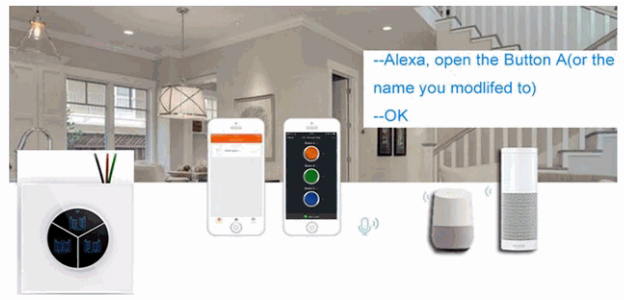 --Alexa, open the Button A(or the
name you modlifed to)
--OK